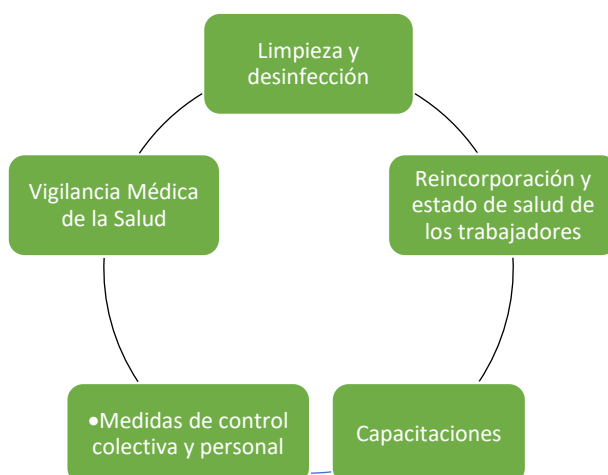 Limpieza y
desinfección
Reincorporación y
estado de salud de
los trabajadores
Capacitaciones
•Medidas de control
colectiva y personal
Vigilancia Médica
de la Salud